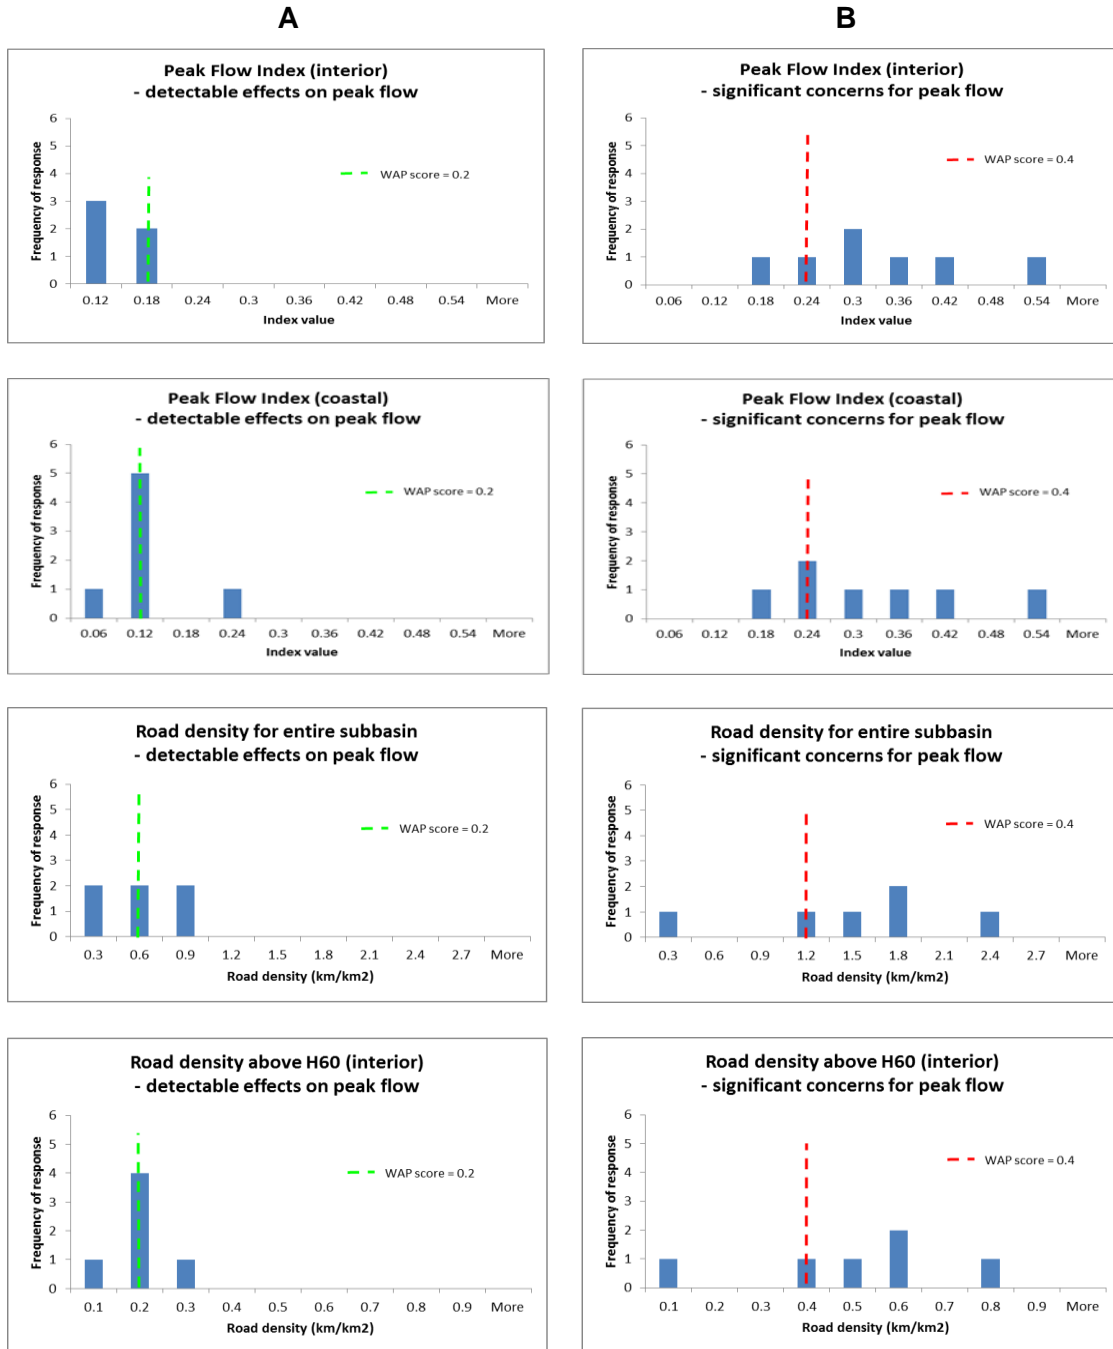 A
B
Peak Flow Index (interior)
- detectable effects on peak flow
Frequency of response
6
5
4
3
2
1
0
WAP score = 0.2
0.12 0.18 0.24 0.3 0.36 0.42 0.48 0.54 More
Index value
Peak Flow Index (interior)
- significant concerns for peak flow
Frequency of response
6
5
4
3
2
1
0
WAP score = 0.4
0.06 0.12 0.18 0.24 0.3 0.36 0.42 0.48 0.54 More
Index value
Peak Flow Index (coastal)
- detectable effects on peak flow
Frequency of response
6
5
4
3
2
1
0
WAP score = 0.2
0.06 0.12 0.18 0.24 0.3 0.36 0.42 0.48 0.54 More
Index value
Peak Flow Index (coastal)
- significant concerns for peak flow
Frequency of response
6
5
4
3
2
1
0
WAP score = 0.4
0.06 0.12 0.18 0.24 0.3 0.36 0.42 0.48 0.54 More
Index value
Road density for entire subbasin
- detectable effects on peak flow
Frequency of response
6
5
4
3
2
1
0
WAP score = 0.2
0.3 0.6 0.9 1.2 1.5 1.8 2.1 2.4 2.7 More
Road density (km/km2)
Road density for entire subbasin
- significant concerns for peak flow
Frequency of response
6
5
4
3
2
1
0
WAP score = 0.4
0.3 0.6 0.9 1.2 1.5 1.8 2.1 2.4 2.7 More
Road density (km/km2)
Road density above H60 (interior)
- detectable effects on peak flow
Frequency of response
6
5
4
3
2
1
0
WAP score = 0.2
0.1 0.2 0.3 0.4 0.5 0.6 0.7 0.8 0.9 More
Road density (km/km2)
Road density above H60 (interior)
- significant concerns for peak flow
Frequency of response
6
5
4
3
2
1
0
WAP score = 0.4
0.1 0.2 0.3 0.4 0.5 0.6 0.7 0.8 0.9 More
Road density (km/km2)